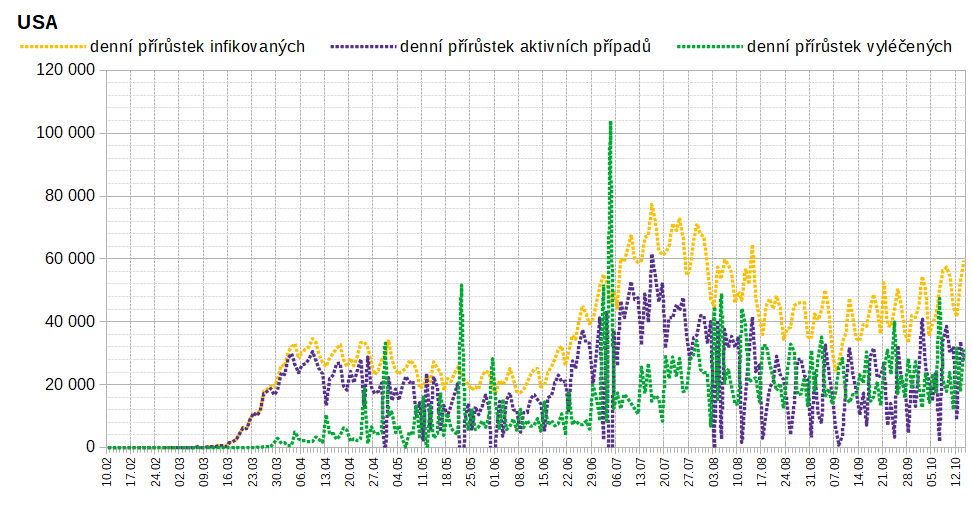 USA
denní přírůstek infikovaných denní přírůstek aktivních případů denní přírůstek vyléčených
120 000
100 000
80 000
60 000
40 000
20 000
0
10.02 17.02 24.02 02.03 09.03 16.03 23.03 30.03 06.04 13.04 20.04 27.04 04.05 11.05 18.05 25.05 01.06 08.06 15.06 22.06 29.06 06.07 13.07 20.07 27.07 03.08 10.08 17.08 24.08 31.08 07.09 14.09 21.09 28.09 05.10 12.10